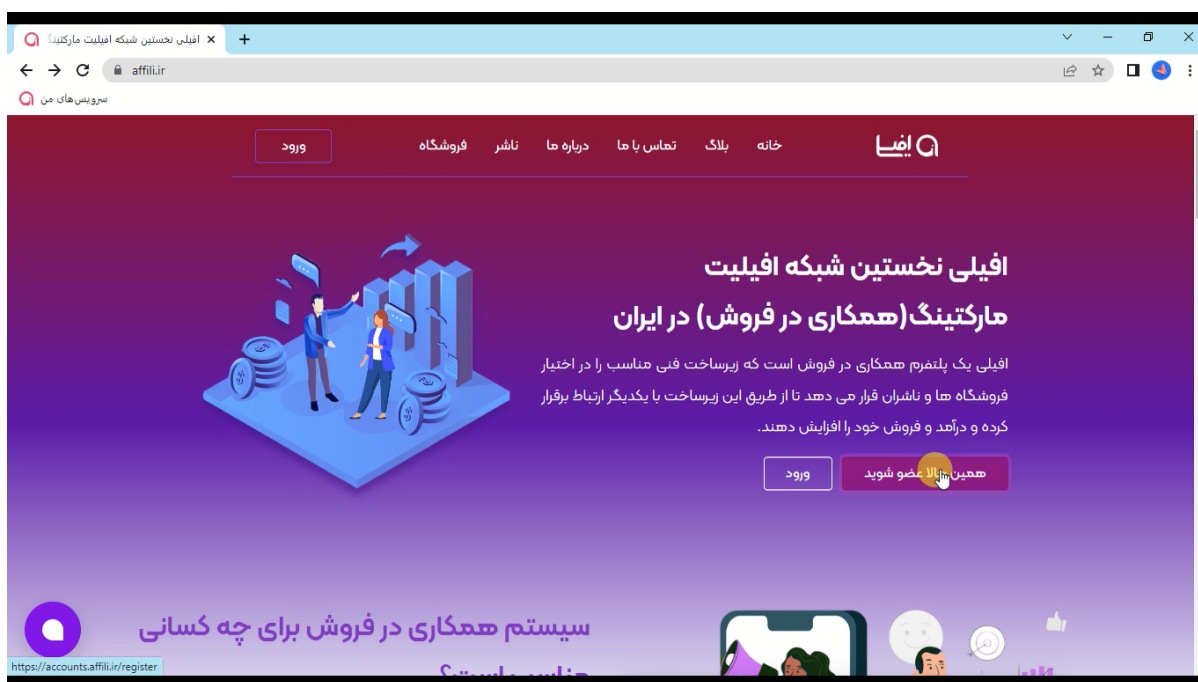 افیلی نخستین شبکه افیلیت مارکتینگ
affili.ir
سرویس‌های من
افیلی
خانه
بلاگ
تماس با ما
درباره ما
ناشر
فروشگاه
ورود
افیلی نخستین شبکه افیلیت
مارکتینگ(همکاری در فروش) در ایران
افیلی یک پلتفرم همکاری در فروش است که زیرساخت فنی مناسب را در اختیار
فروشگاه ها و ناشران قرار می دهد تا از طریق این زیرساخت با یکدیگر ارتباط برقرار
کرده و درآمد و فروش خود را افزایش دهند.
همین حالا عضو شوید
ورود
سیستم همکاری در فروش برای چه کسانی
مناسب است؟
https://accounts.affili.ir/register